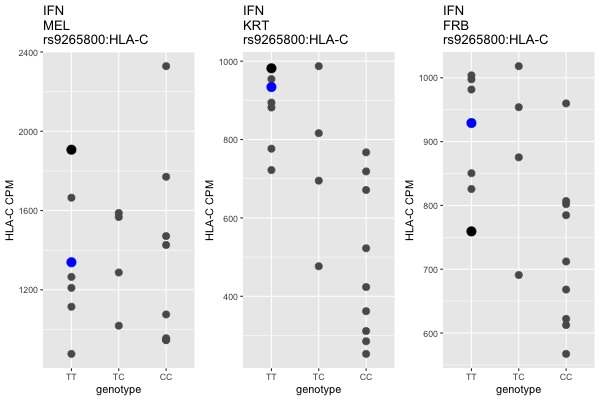 IFN
MEL
rs9265800:HLA-C
HLA-C CPM
2400
2000
1600
1200
TT
TC
CC
genotype
IFN
KRT
rs9265800:HLA-C
HLA-C CPM
1000
800
600
400
TT
TC
CC
genotype
IFN
FRB
rs9265800:HLA-C
HLA-C CPM
1000
900
800
700
600
TT
TC
CC
genotype